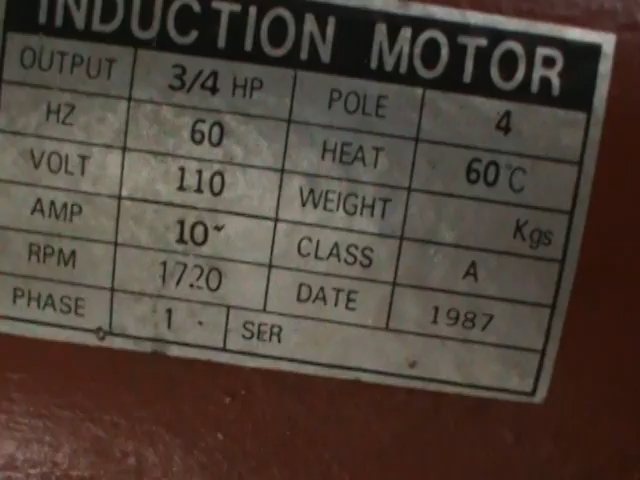 INDUCTION MOTOR
OUTPUT 3/4 HP POLE 4
HZ 60 HEAT 60°C
VOLT 110 WEIGHT Kgs
AMP 10 CLASS A
RPM 1720 DATE 1987
PHASE 1 SER